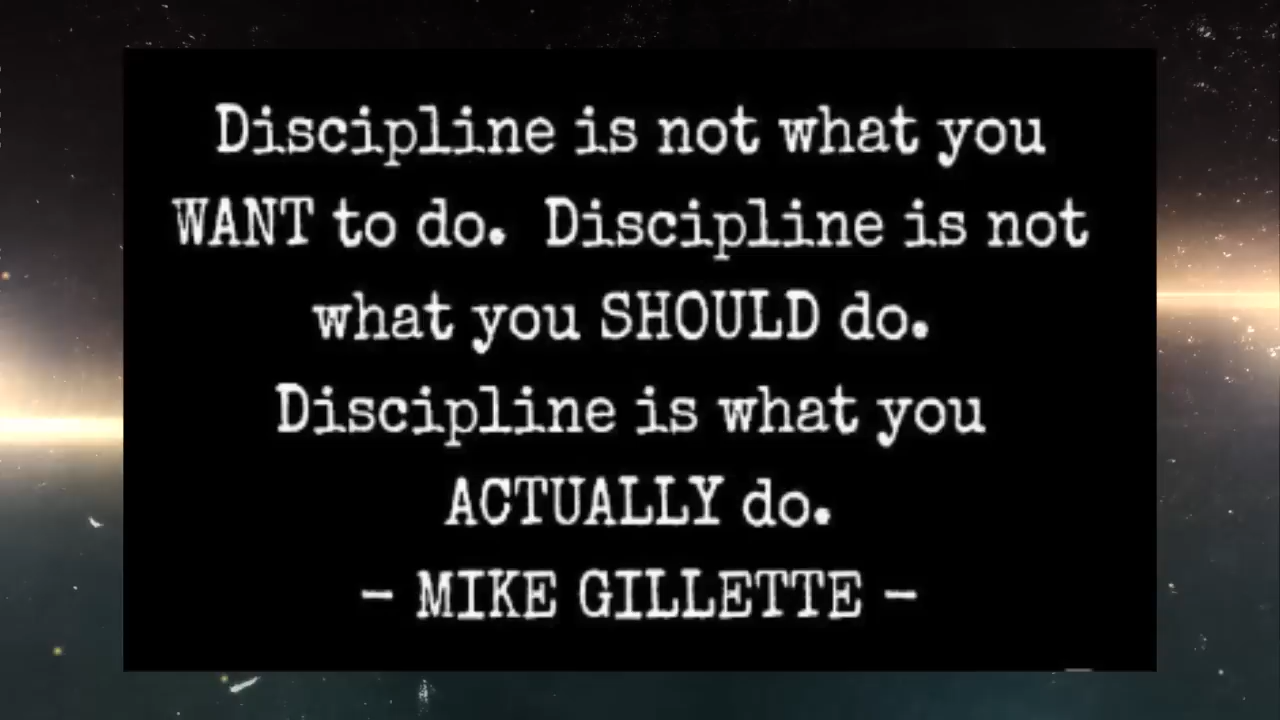 Discipline is not what you
WANT to do.  Discipline is not
what you SHOULD do.
Discipline is what you
ACTUALLY do.
- MIKE GILLETTE -